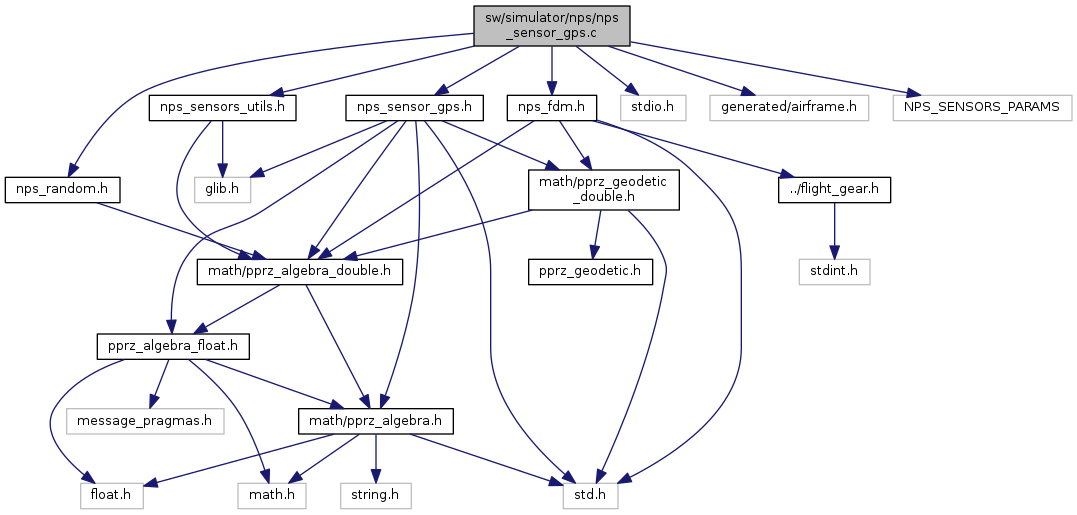 sw/simulator/nps/nps
_sensor_gps.c
nps_sensors_utils.h
nps_sensor_gps.h
nps_fdm.h
stdio.h
generated/airframe.h
NPS_SENSORS_PARAMS
nps_random.h
glib.h
math/pprz_geodetic
_double.h
../flight_gear.h
math/pprz_algebra_double.h
pprz_geodetic.h
stdint.h
pprz_algebra_float.h
message_pragmas.h
math/pprz_algebra.h
float.h
math.h
string.h
std.h